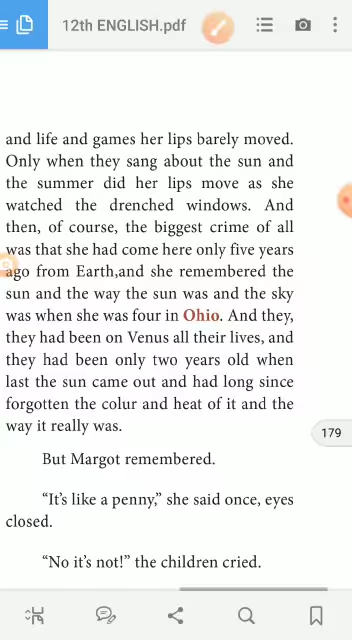 12th ENGLISH.pdf
and life and games her lips barely moved.
Only when they sang about the sun and
the summer did her lips move as she
watched the drenched windows. And
then, of course, the biggest crime of all
was that she had come here only five years
ago from Earth,and she remembered the
sun and the way the sun was and the sky
was when she was four in Ohio. And they,
they had been on Venus all their lives, and
they had been only two years old when
last the sun came out and had long since
forgotten the colur and heat of it and the
way it really was.
179
But Margot remembered.
“It’s like a penny,” she said once, eyes
closed.
“No it’s not!” the children cried.